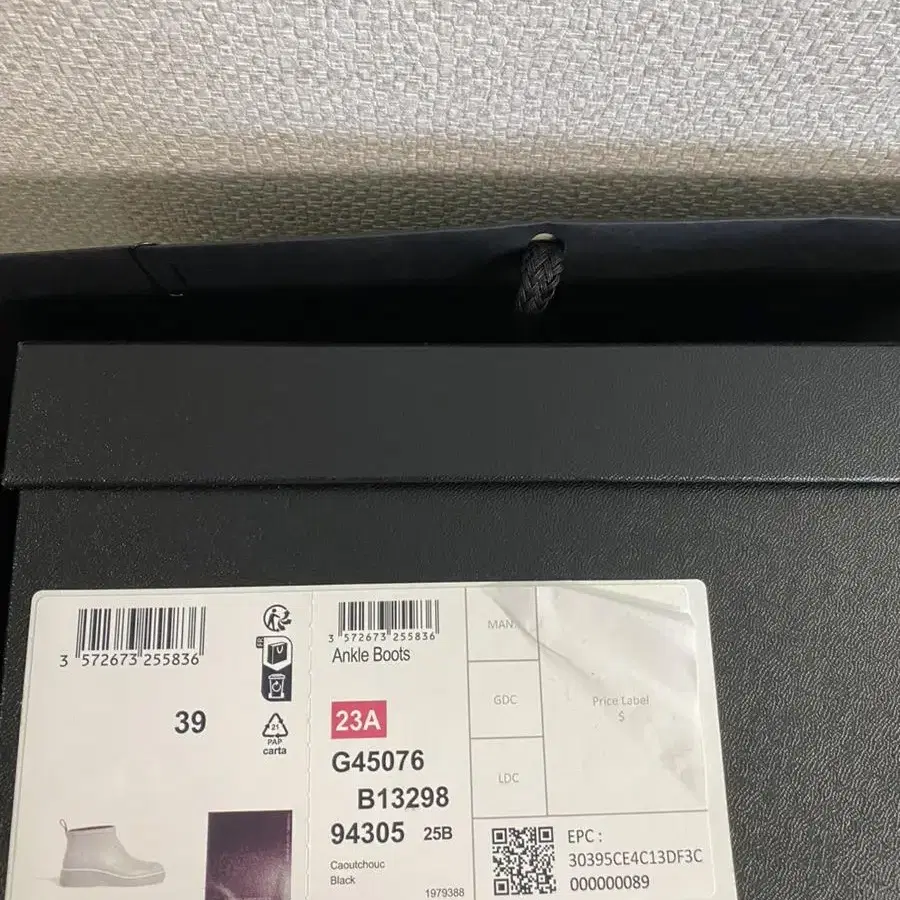 3 572673 255836
39
21
PAP
carta
3 572673 255836
Ankle Boots
23A
G45076
B13298
94305 25B
Caoutchouc
Black
1979388
GDC
LDC
Price Label
$
EPC :
30395CE4C13DF3C
000000089